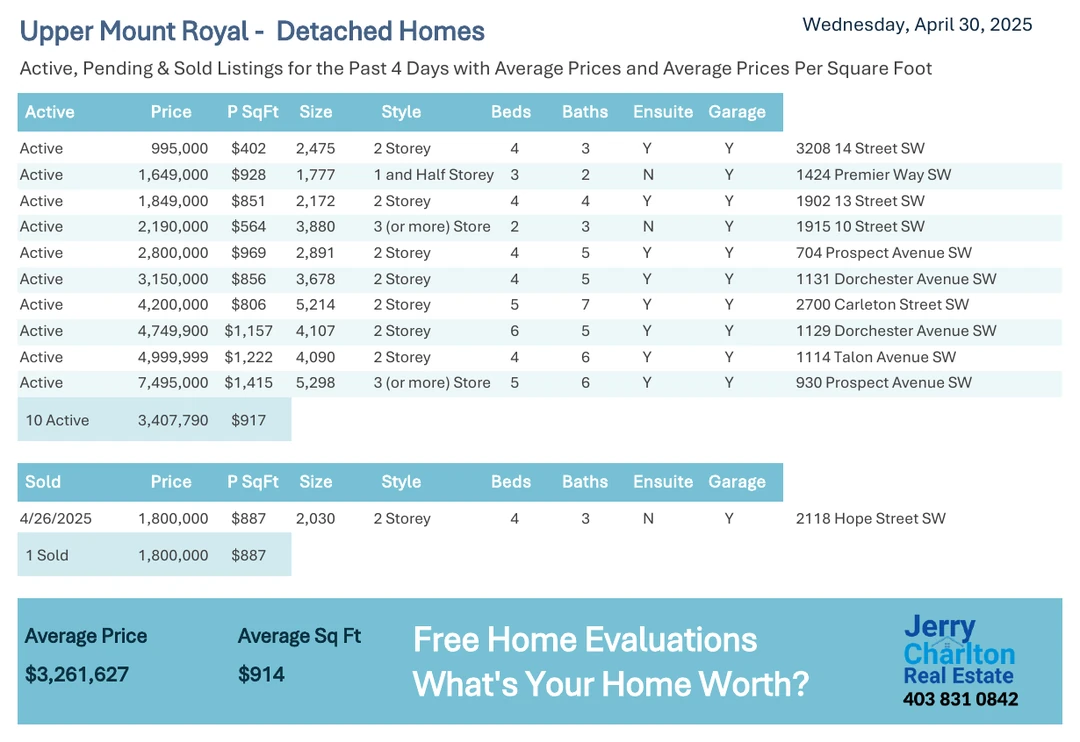 Upper Mount Royal - Detached Homes
Wednesday, April 30, 2025
Active, Pending & Sold Listings for the Past 4 Days with Average Prices and Average Prices Per Square Foot
Active Price P SqFt Size Style Beds Baths Ensuite Garage
Active 995,000 $402 2,475 2 Storey 4 3 Y Y 3208 14 Street SW
Active 1,649,000 $928 1,777 1 and Half Storey 3 2 N Y 1424 Premier Way SW
Active 1,849,000 $851 2,172 2 Storey 4 4 Y Y 1902 13 Street SW
Active 2,190,000 $564 3,880 3 (or more) Store 2 3 N Y 1915 10 Street SW
Active 2,800,000 $969 2,891 2 Storey 4 5 Y Y 704 Prospect Avenue SW
Active 3,150,000 $856 3,678 2 Storey 4 5 Y Y 1131 Dorchester Avenue SW
Active 4,200,000 $806 5,214 2 Storey 5 7 Y Y 2700 Carleton Street SW
Active 4,749,900 $1,157 4,107 2 Storey 6 5 Y Y 1129 Dorchester Avenue SW
Active 4,999,999 $1,222 4,090 2 Storey 4 6 Y Y 1114 Talon Avenue SW
Active 7,495,000 $1,415 5,298 3 (or more) Store 5 6 Y Y 930 Prospect Avenue SW
10 Active 3,407,790 $917
Sold Price P SqFt Size Style Beds Baths Ensuite Garage
4/26/2025 1,800,000 $887 2,030 2 Storey 4 3 N Y 2118 Hope Street SW
1 Sold 1,800,000 $887
Average Price Average Sq Ft
$3,261,627 $914
Free Home Evaluations
What's Your Home Worth?
Jerry
Charlton
Real Estate
403 831 0842